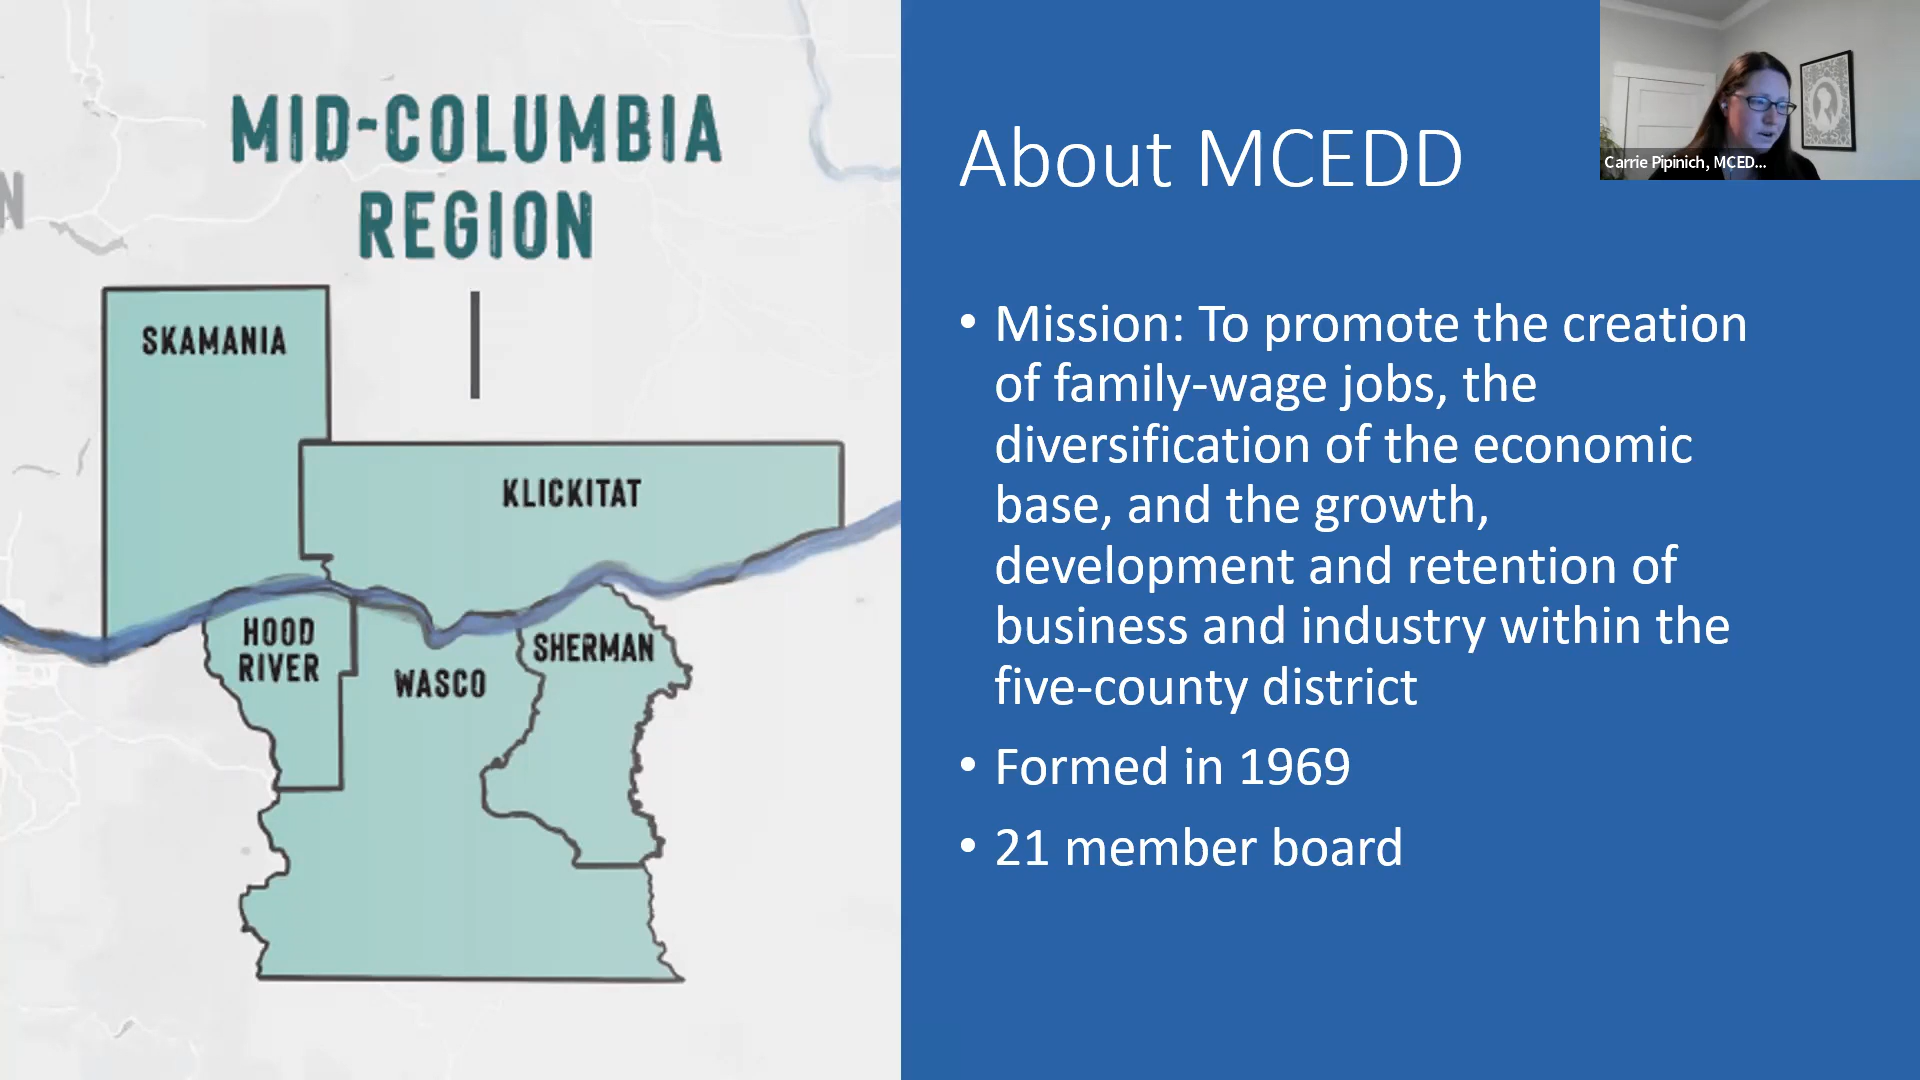 MID-COLUMBIA
REGION
N
SKAMANIA
KLICKITAT
HOOD
RIVER
WASCO
SHERMAN
About MCEDD
• Mission: To promote the creation
of family-wage jobs, the
diversification of the economic
base, and the growth,
development and retention of
business and industry within the
five-county district
• Formed in 1969
• 21 member board
Carrie Pipinich, MCED...